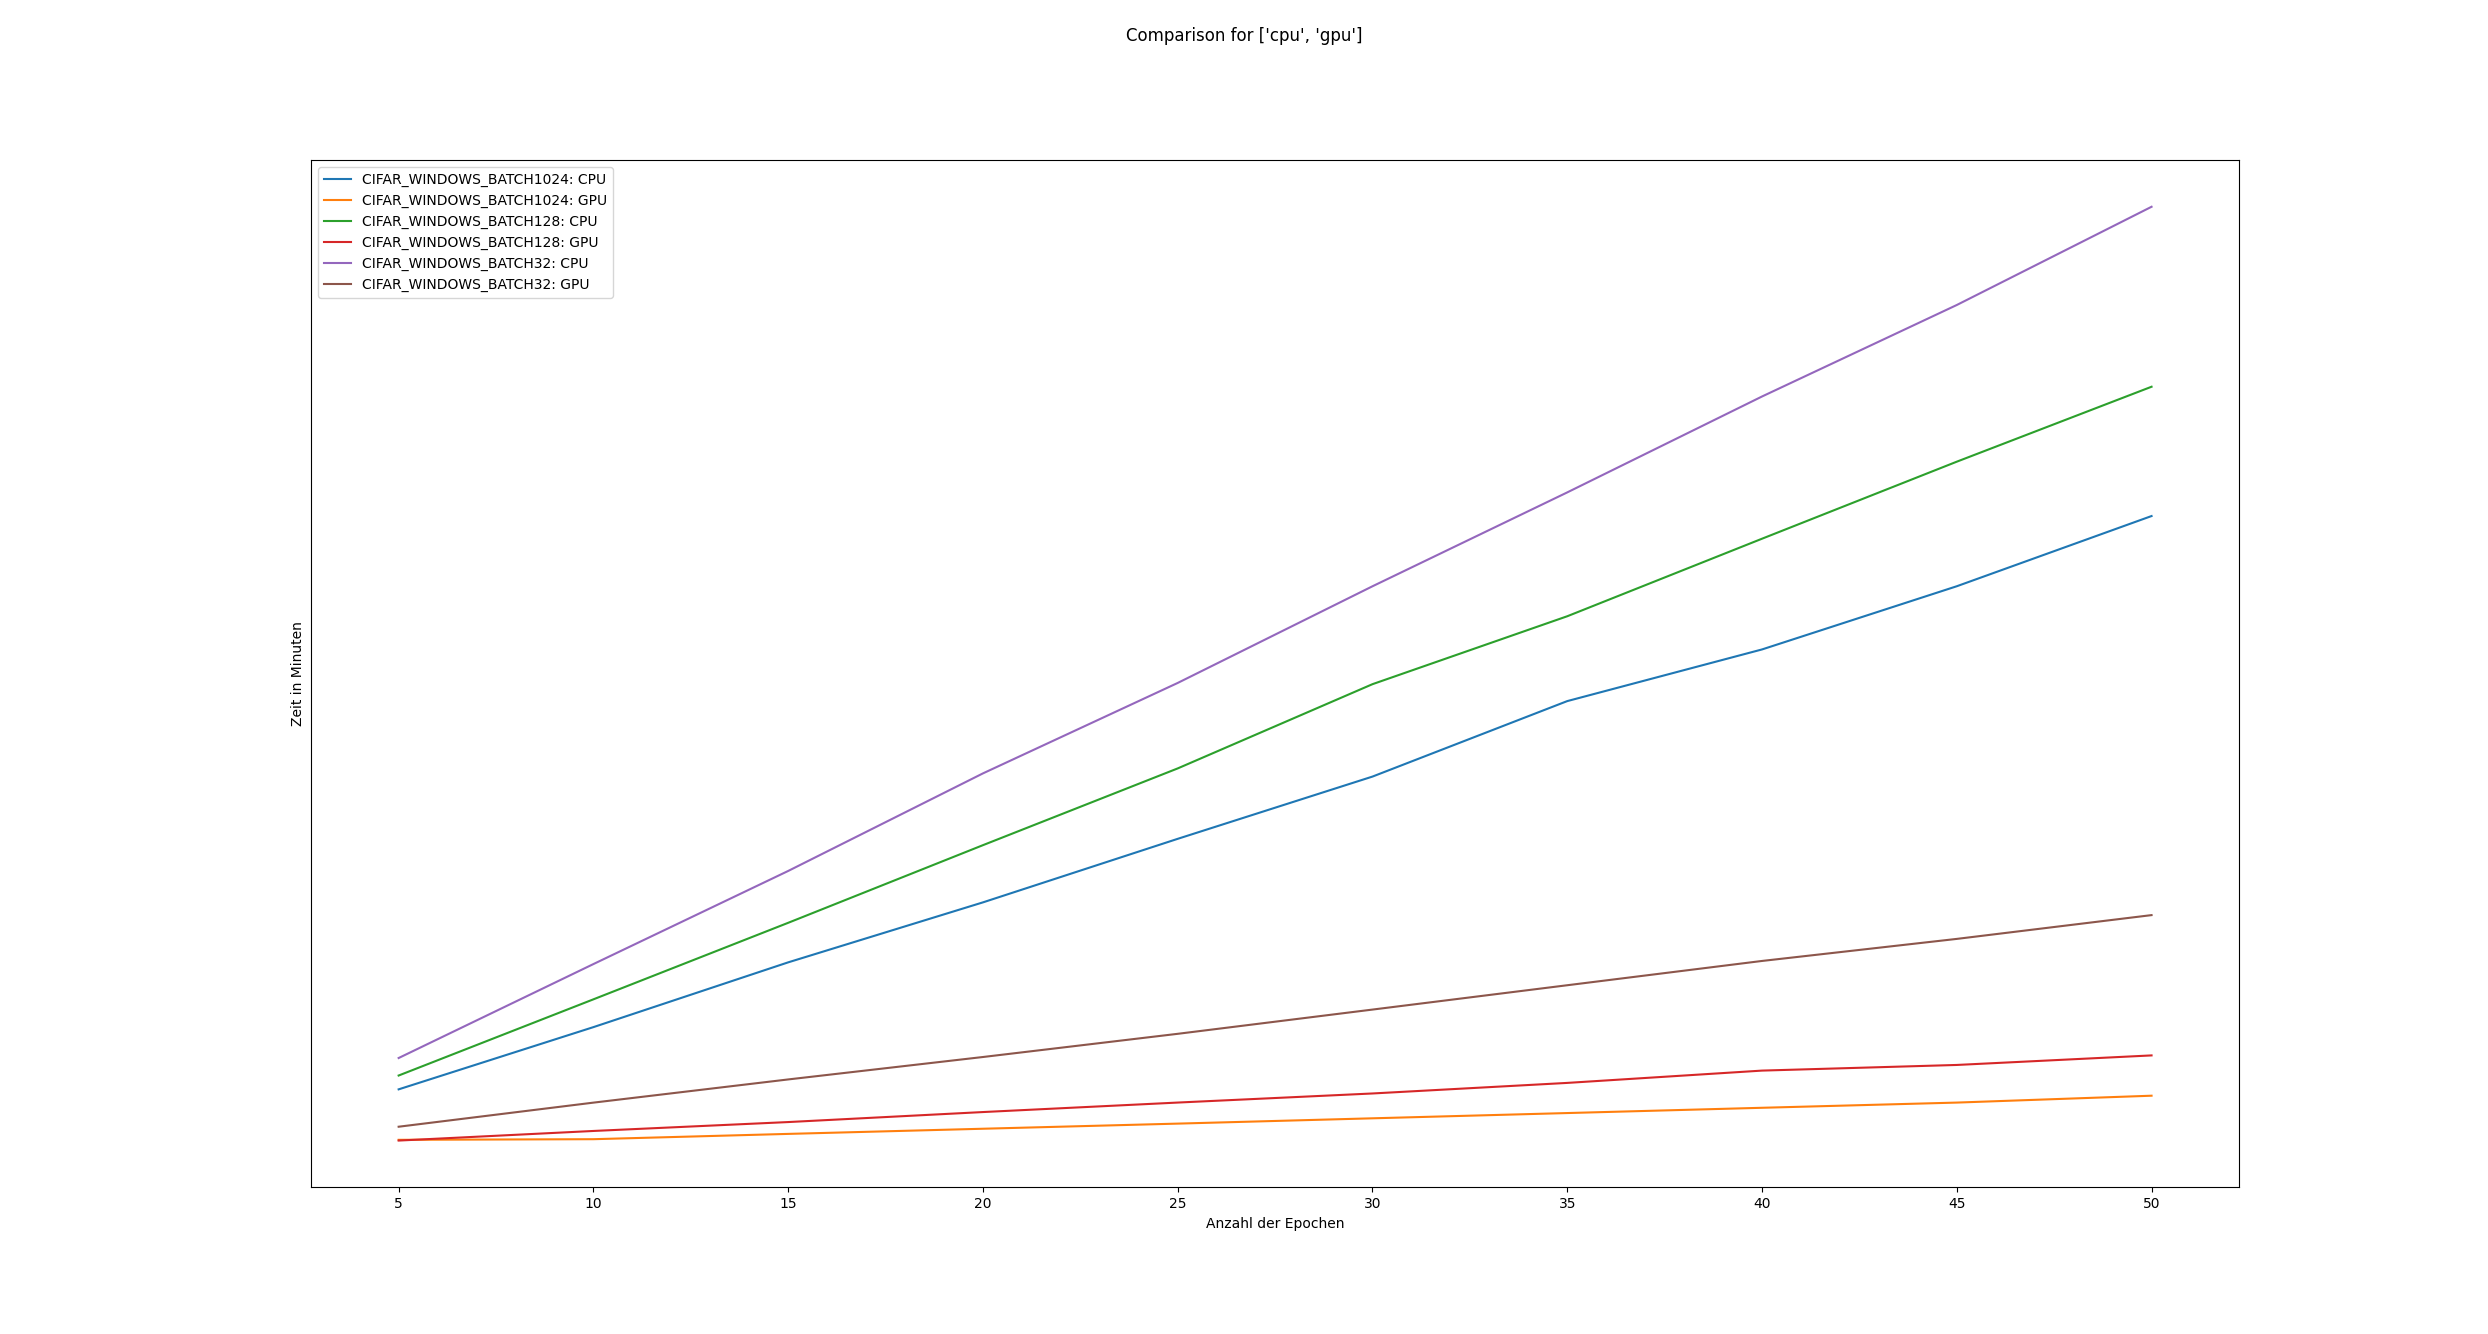 Comparison for ['cpu', 'gpu']
CIFAR_WINDOWS_BATCH1024: CPU
CIFAR_WINDOWS_BATCH1024: GPU
CIFAR_WINDOWS_BATCH128: CPU
CIFAR_WINDOWS_BATCH128: GPU
CIFAR_WINDOWS_BATCH32: CPU
CIFAR_WINDOWS_BATCH32: GPU
Zeit in Minuten
5 10 15 20 25 30 35 40 45 50
Anzahl der Epochen